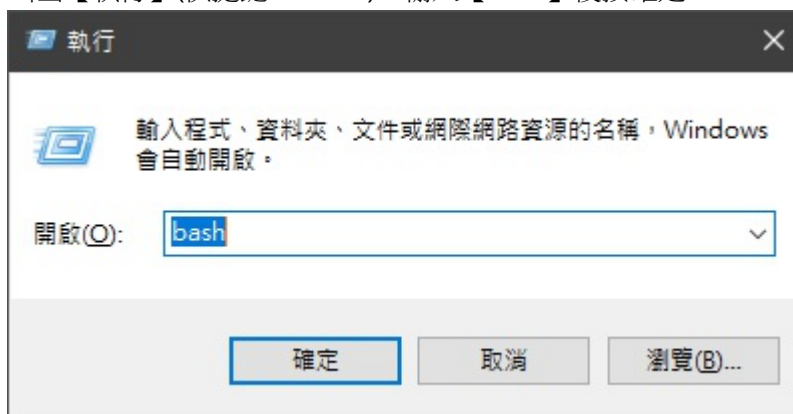 執行
輸入程式、資料夾、文件或網際網路資源的名稱，Windows
會自動開啟。
開啟(O):
bash
確定
取消
瀏覽(B)...